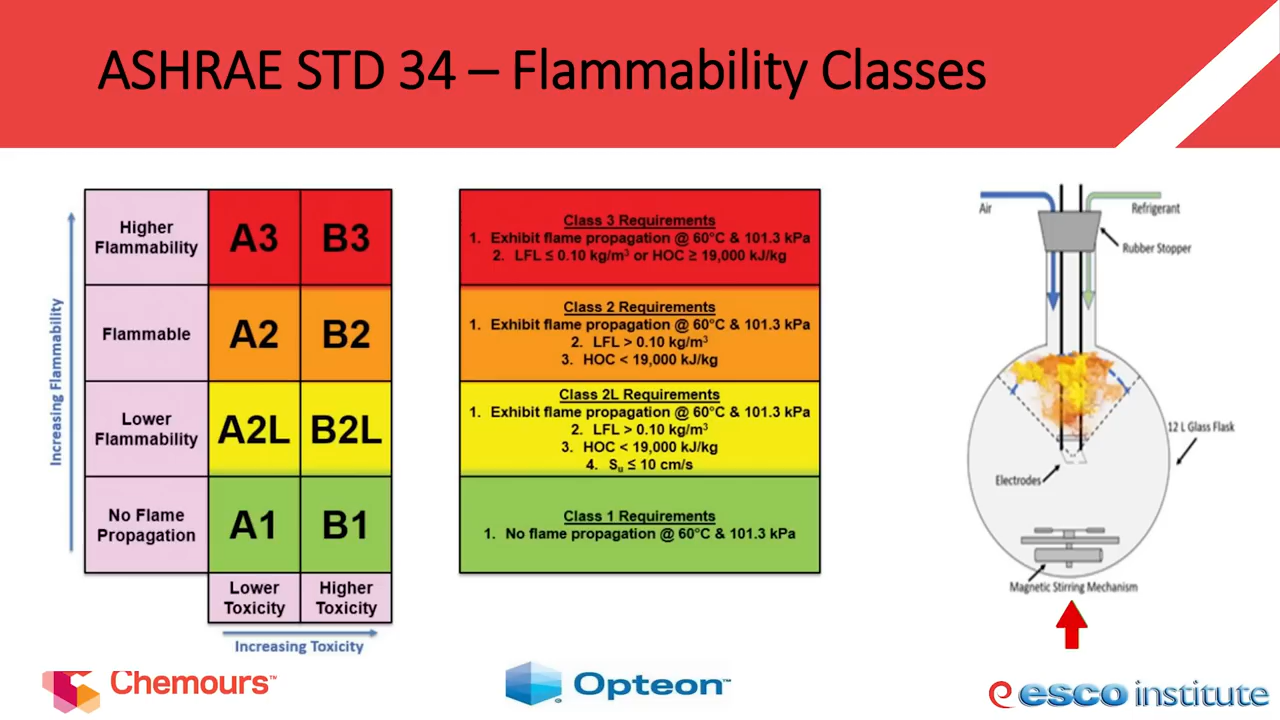 ASHRAE STD 34 – Flammability Classes
Increasing Flammability
Higher
Flammability
A3
B3
Flammable
A2
B2
Lower
Flammability
A2L
B2L
No Flame
Propagation
A1
B1
Lower
Toxicity
Higher
Toxicity
Increasing Toxicity
Class 3 Requirements
1. Exhibit flame propagation @ 60°C & 101.3 kPa
2. LFL ≤ 0.10 kg/m³ or HOC ≥ 19,000 kJ/kg
Class 2 Requirements
1. Exhibit flame propagation @ 60°C & 101.3 kPa
2. LFL > 0.10 kg/m³
3. HOC < 19,000 kJ/kg
Class 2L Requirements
1. Exhibit flame propagation @ 60°C & 101.3 kPa
2. LFL > 0.10 kg/m³
3. HOC < 19,000 kJ/kg
4. Sᵤ ≤ 10 cm/s
Class 1 Requirements
1. No flame propagation @ 60°C & 101.3 kPa
Air
Refrigerant
Rubber Stopper
12 L Glass Flask
Electrodes
Magnetic Stirring Mechanism
Chemours™
Opteon™
esco institute